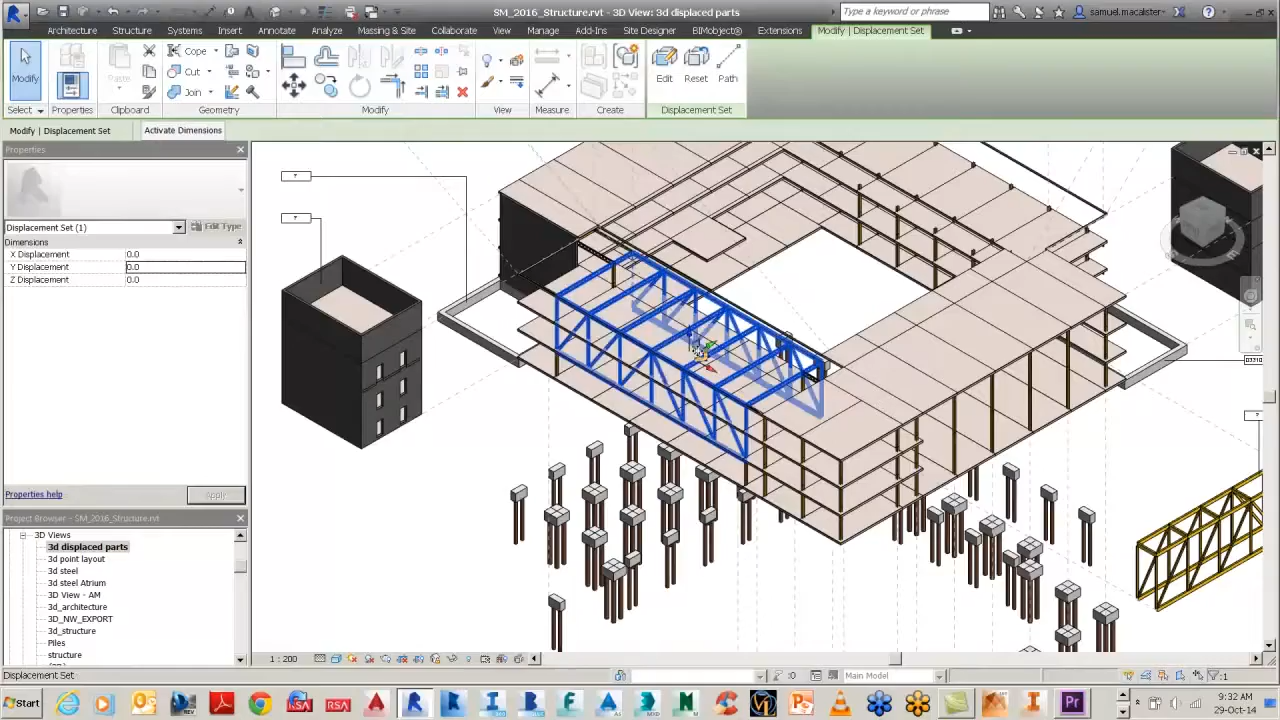 SM_2016_Structure.rvt - 3D View: 3d displaced parts
Type a keyword or phrase
samuel.macalister
Architecture Structure Systems Insert Annotate Analyze Massing & Site Collaborate View Manage Add-Ins Site Designer BIMobject® Extensions Modify | Displacement Set
Modify Paste Cope Cut Join Edit Reset Path
Select Properties Clipboard Geometry Modify View Measure Create Displacement Set
Modify | Displacement Set Activate Dimensions
Properties
Displacement Set (1) Edit Type
Dimensions
X Displacement 0.0
Y Displacement 0.0
Z Displacement 0.0
?
?
?
Properties help Apply
Project Browser - SM_2016_Structure.rvt
3D Views
3d displaced parts
3d point layout
3d steel
3d steel Atrium
3D View - AM
3d_architecture
3D_NW_EXPORT
3d_structure
Piles
structure
1 : 200
Displacement Set
:0 Main Model :1
Start
9:32 AM
29-Oct-14